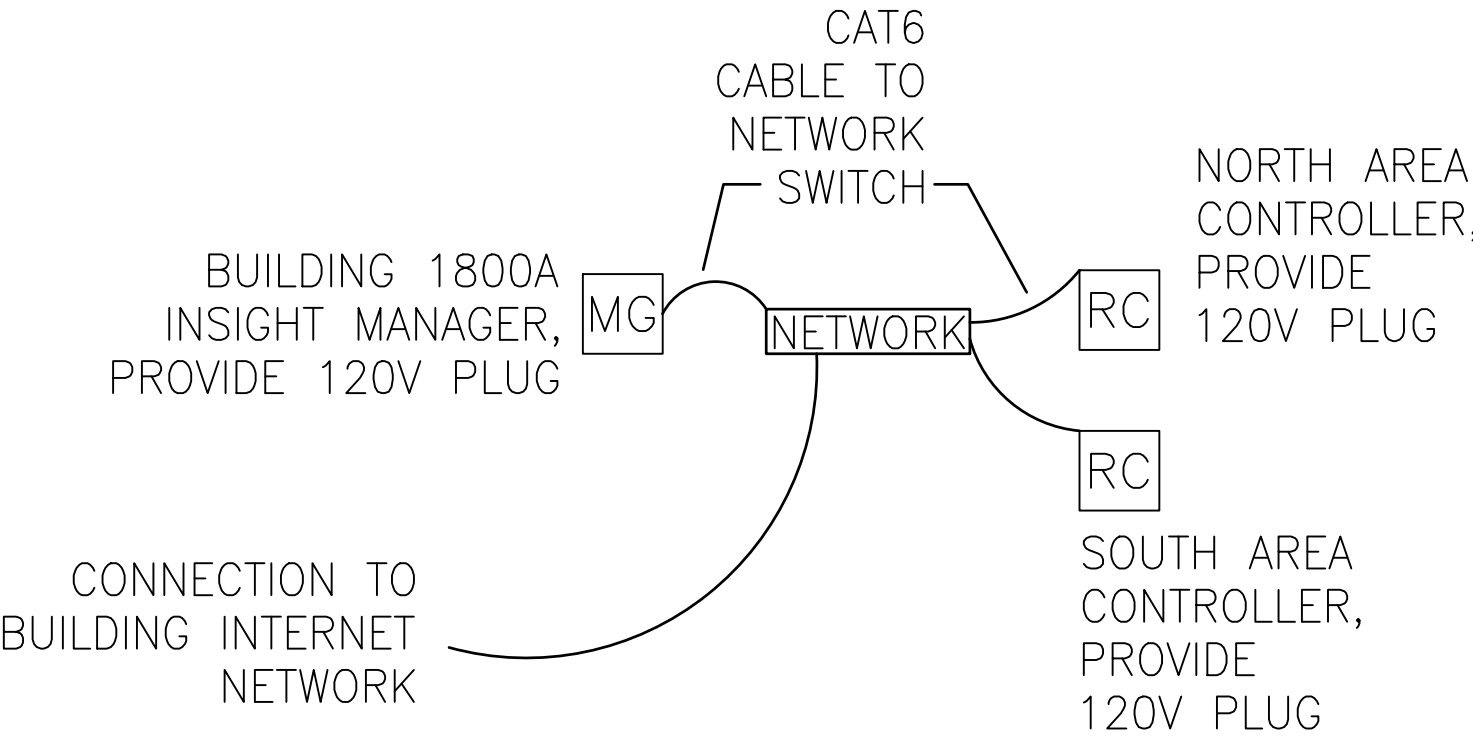 CAT6
CABLE TO
NETWORK
SWITCH
NORTH AREA
CONTROLLER,
PROVIDE
120V PLUG
BUILDING 1800A
INSIGHT MANAGER,
PROVIDE 120V PLUG
MG
NETWORK
RC
RC
SOUTH AREA
CONTROLLER,
PROVIDE
120V PLUG
CONNECTION TO
BUILDING INTERNET
NETWORK